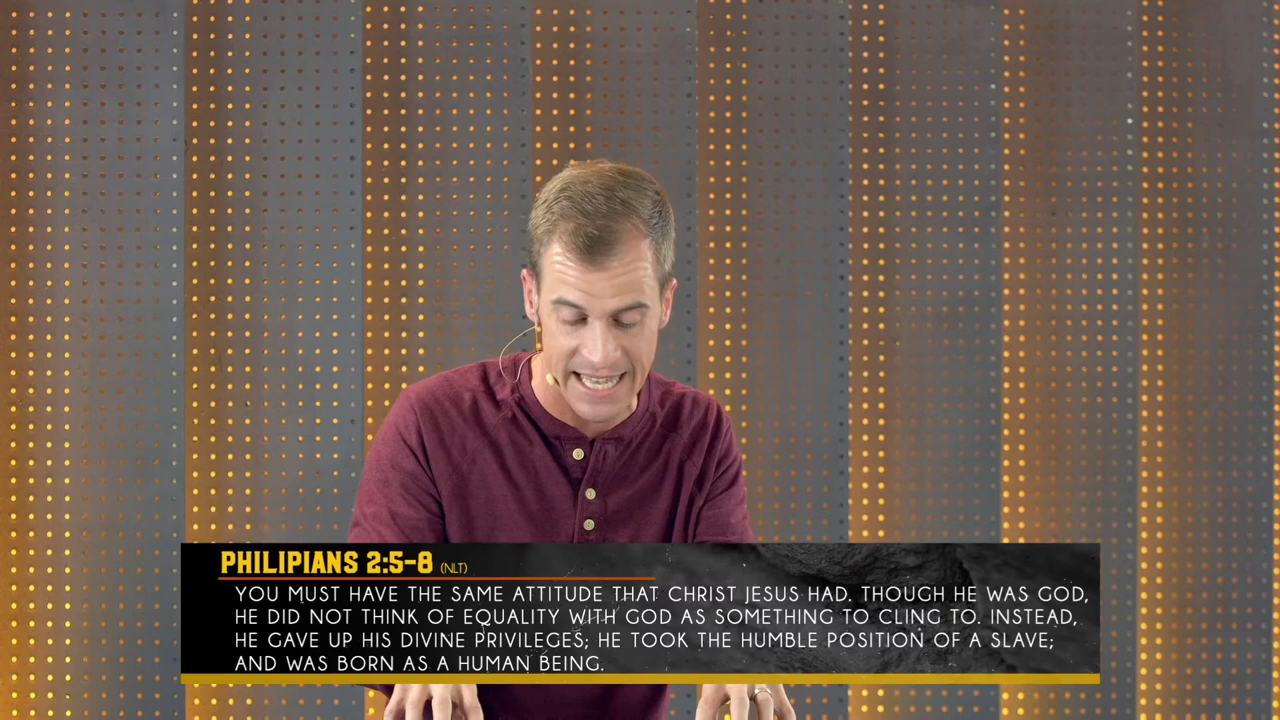 PHILIPIANS 2:5-8 (NLT)
YOU MUST HAVE THE SAME ATTITUDE THAT CHRIST JESUS HAD. THOUGH HE WAS GOD,
HE DID NOT THINK OF EQUALITY WITH GOD AS SOMETHING TO CLING TO. INSTEAD,
HE GAVE UP HIS DIVINE PRIVILEGES; HE TOOK THE HUMBLE POSITION OF A SLAVE;
AND WAS BORN AS A HUMAN BEING.